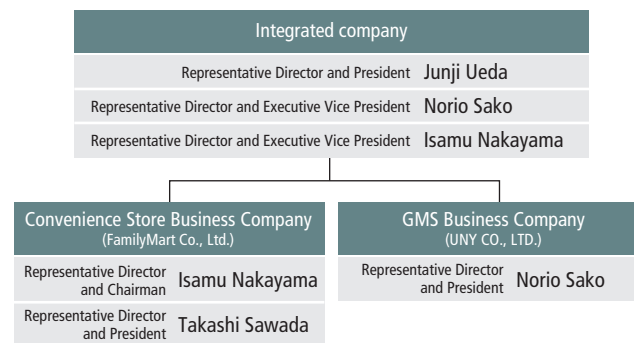 Integrated company
Representative Director and President Junji Ueda
Representative Director and Executive Vice President Norio Sako
Representative Director and Executive Vice President Isamu Nakayama
Convenience Store Business Company
(FamilyMart Co., Ltd.)
Representative Director
and Chairman Isamu Nakayama
Representative Director
and President Takashi Sawada
GMS Business Company
(UNY CO., LTD.)
Representative Director
and President Norio Sako